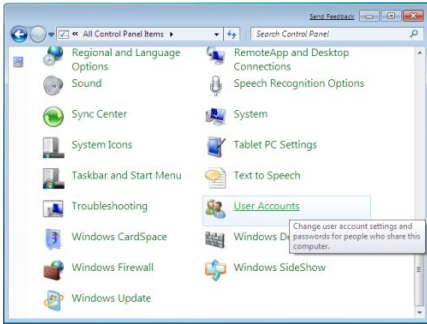 Send Feedback
« All Control Panel Items
Search Control Panel
Regional and Language Options
RemoteApp and Desktop Connections
Sound
Speech Recognition Options
Sync Center
System
System Icons
Tablet PC Settings
Taskbar and Start Menu
Text to Speech
Troubleshooting
User Accounts
Change user account settings and
passwords for people who share this
computer.
Windows CardSpace
Windows De
Windows Firewall
Windows SideShow
Windows Update